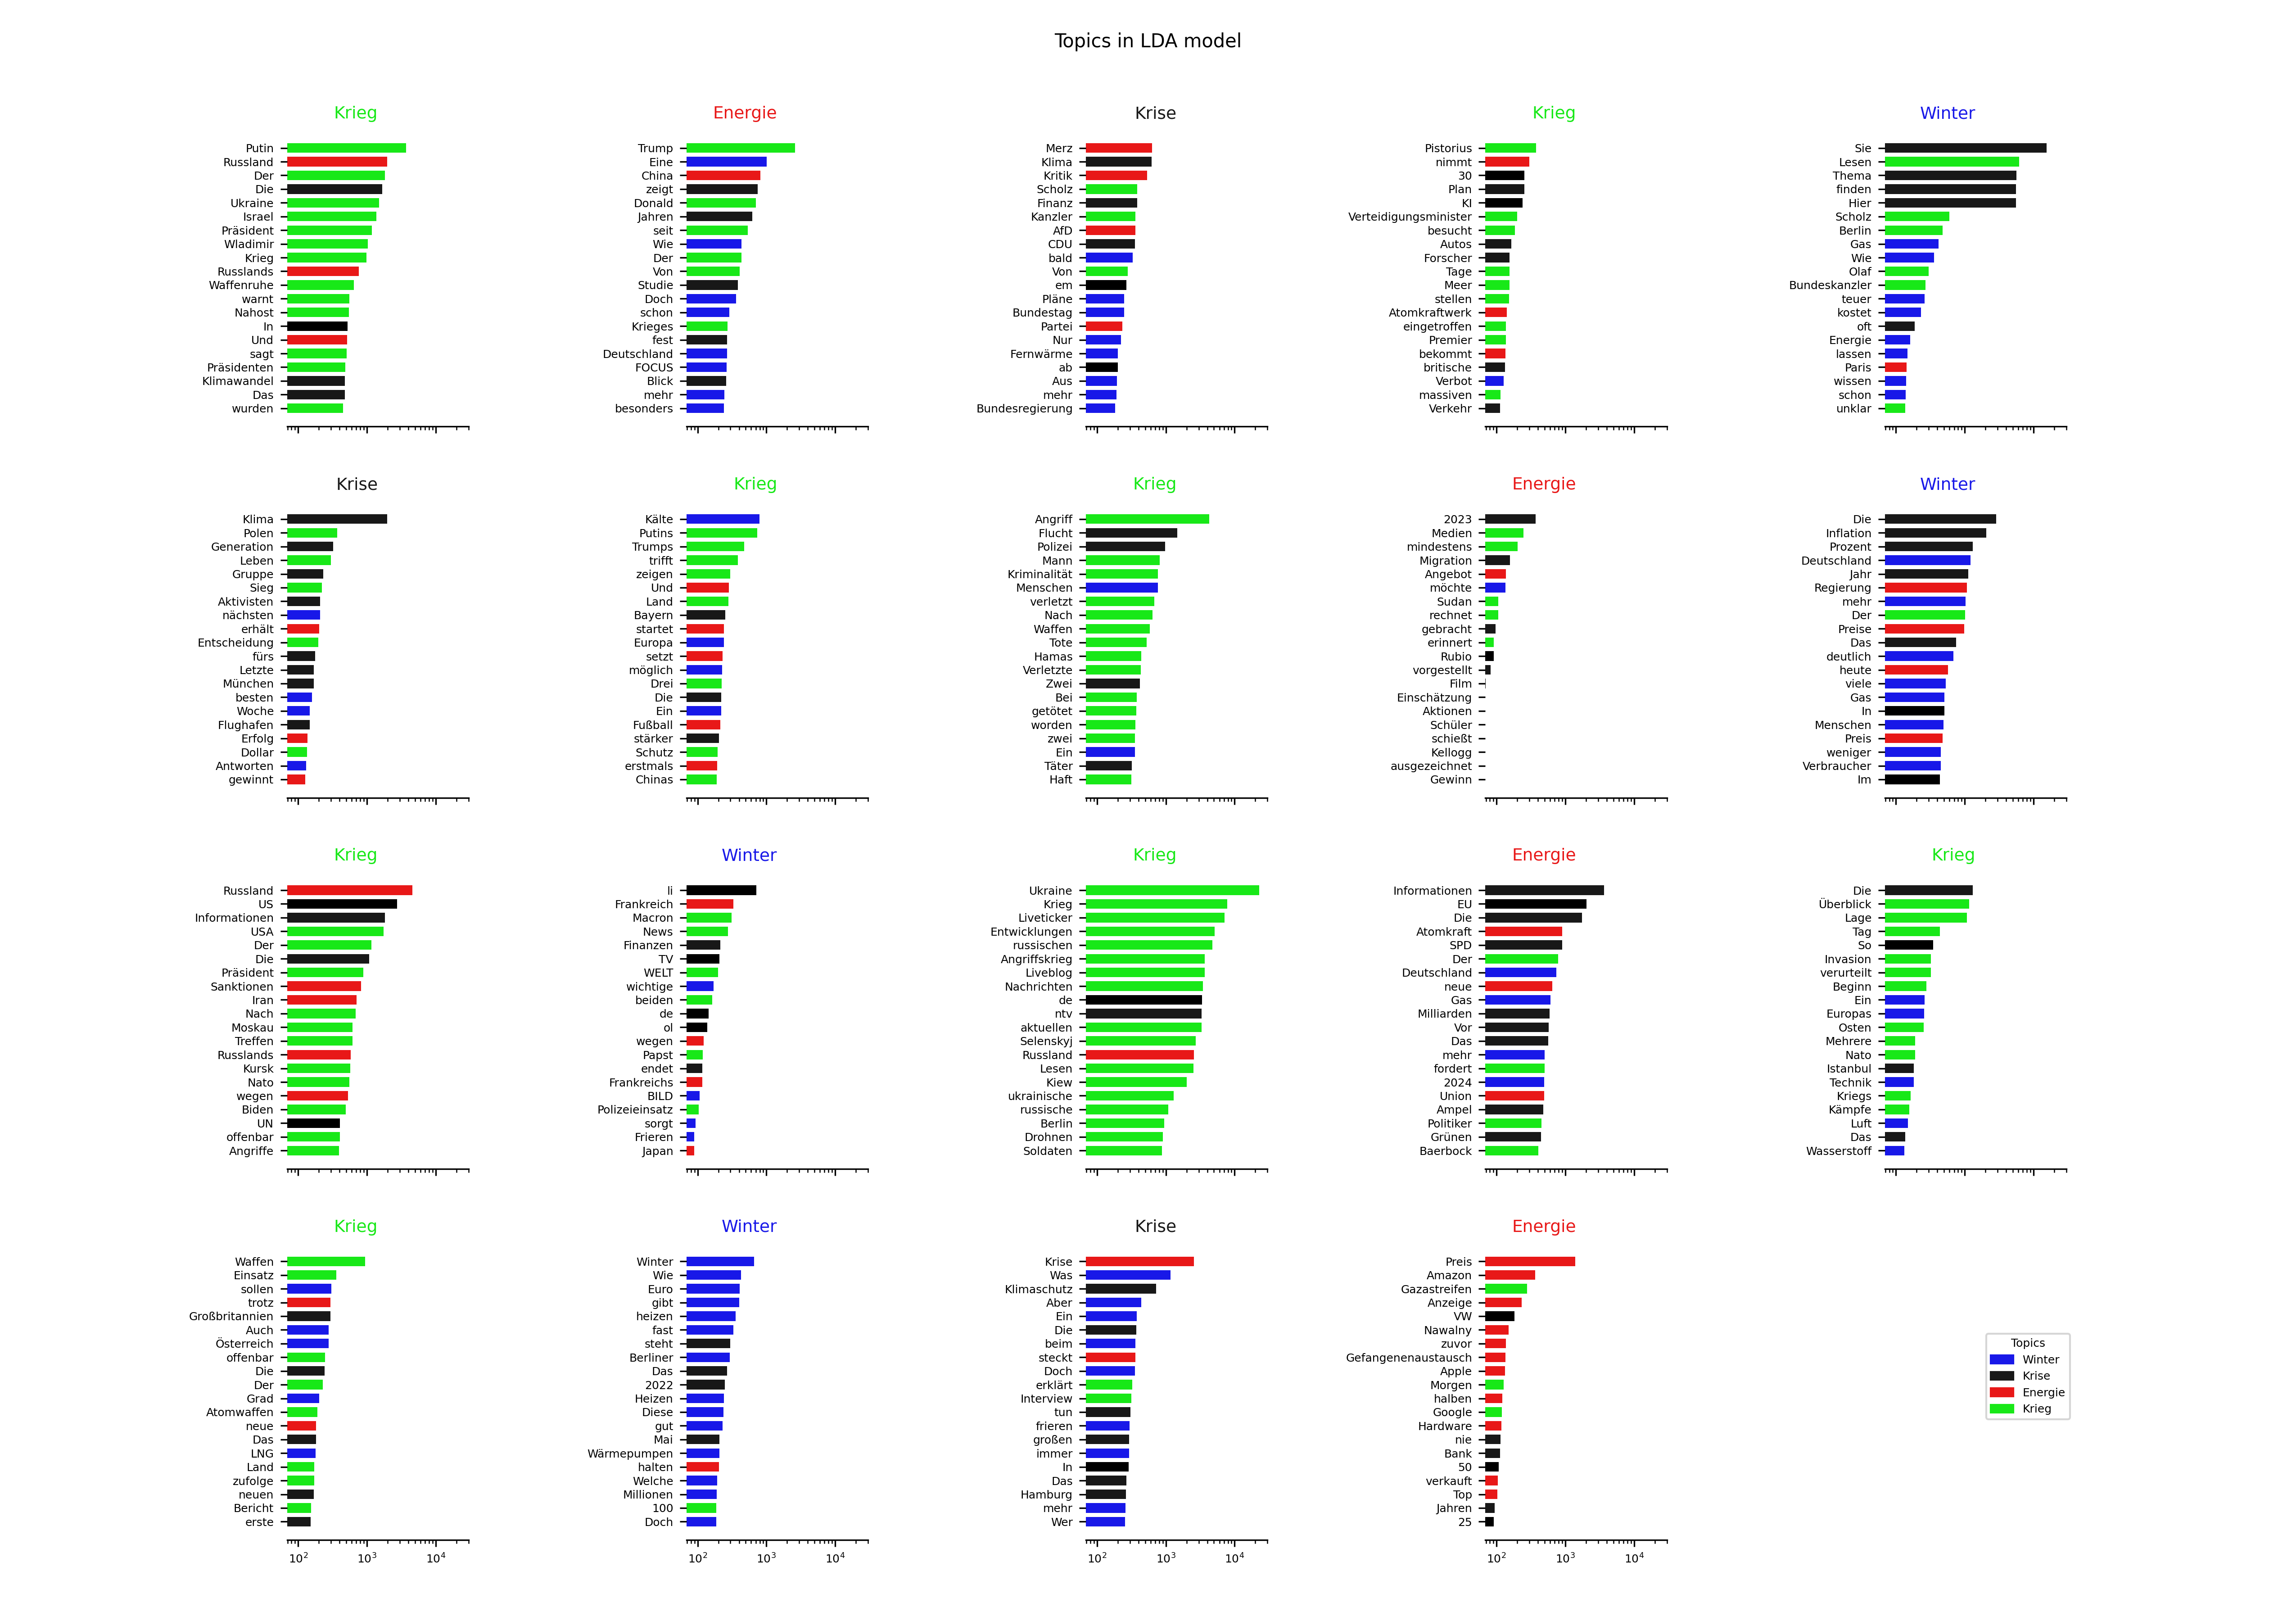 Topics in LDA model
Krieg
Putin
Russland
Der
Die
Ukraine
Israel
Präsident
Wladimir
Krieg
Russlands
Waffenruhe
warnt
Nahost
In
Und
sagt
Präsidenten
Klimawandel
Das
wurden
Energie
Trump
Eine
China
zeigt
Donald
Jahren
seit
Wie
Der
Von
Studie
Doch
schon
Krieges
fest
Deutschland
FOCUS
Blick
mehr
besonders
Krise
Merz
Klima
Kritik
Scholz
Finanz
Kanzler
AfD
CDU
bald
Von
em
Pläne
Bundestag
Partei
Nur
Fernwärme
ab
Aus
mehr
Bundesregierung
Krieg
Pistorius
nimmt
30
Plan
KI
Verteidigungsminister
besucht
Autos
Forscher
Tage
Meer
stellen
Atomkraftwerk
eingetroffen
Premier
bekommt
britische
Verbot
massiven
Verkehr
Winter
Sie
Lesen
Thema
finden
Hier
Scholz
Berlin
Gas
Wie
Olaf
Bundeskanzler
teuer
kostet
oft
Energie
lassen
Paris
wissen
schon
unklar
Krise
Klima
Polen
Generation
Leben
Gruppe
Sieg
Aktivisten
nächsten
erhält
Entscheidung
fürs
Letzte
München
besten
Woche
Flughafen
Erfolg
Dollar
Antworten
gewinnt
Krieg
Kälte
Putins
Trumps
trifft
zeigen
Und
Land
Bayern
startet
Europa
setzt
möglich
Drei
Die
Ein
Fußball
stärker
Schutz
erstmals
Chinas
Krieg
Angriff
Flucht
Polizei
Mann
Kriminalität
Menschen
verletzt
Nach
Waffen
Tote
Hamas
Verletzte
Zwei
Bei
getötet
worden
zwei
Ein
Täter
Haft
Energie
2023
Medien
mindestens
Migration
Angebot
möchte
Sudan
rechnet
gebracht
erinnert
Rubio
vorgestellt
Film
Einschätzung
Aktionen
Schüler
schießt
Kellogg
ausgezeichnet
Gewinn
Winter
Die
Inflation
Prozent
Deutschland
Jahr
Regierung
mehr
Der
Preise
Das
deutlich
heute
viele
Gas
In
Menschen
Preis
weniger
Verbraucher
Im
Krieg
Russland
US
Informationen
USA
Der
Die
Präsident
Sanktionen
Iran
Nach
Moskau
Treffen
Russlands
Kursk
Nato
wegen
Biden
UN
offenbar
Angriffe
Winter
li
Frankreich
Macron
News
Finanzen
TV
WELT
wichtige
beiden
de
ol
wegen
Papst
endet
Frankreichs
BILD
Polizeieinsatz
sorgt
Frieren
Japan
Krieg
Ukraine
Krieg
Liveticker
Entwicklungen
russischen
Angriffskrieg
Liveblog
Nachrichten
de
ntv
aktuellen
Selenskyj
Russland
Lesen
Kiew
ukrainische
russische
Berlin
Drohnen
Soldaten
Energie
Informationen
EU
Die
Atomkraft
SPD
Der
Deutschland
neue
Gas
Milliarden
Vor
Das
mehr
fordert
2024
Union
Ampel
Politiker
Grünen
Baerbock
Krieg
Die
Überblick
Lage
Tag
So
Invasion
verurteilt
Beginn
Ein
Europas
Osten
Mehrere
Nato
Istanbul
Technik
Kriegs
Kämpfe
Luft
Das
Wasserstoff
Krieg
Waffen
Einsatz
sollen
trotz
Großbritannien
Auch
Österreich
offenbar
Die
Der
Grad
Atomwaffen
neue
Das
LNG
Land
zufolge
neuen
Bericht
erste
10²
10³
10⁴
Winter
Winter
Wie
Euro
gibt
heizen
fast
steht
Berliner
Das
2022
Heizen
Diese
gut
Mai
Wärmepumpen
halten
Welche
Millionen
100
Doch
10²
10³
10⁴
Krise
Krise
Was
Klimaschutz
Aber
Ein
Die
beim
steckt
Doch
erklärt
Interview
tun
frieren
großen
immer
In
Das
Hamburg
mehr
Wer
10²
10³
10⁴
Energie
Preis
Amazon
Gazastreifen
Anzeige
VW
Nawalny
zuvor
Gefangenenaustausch
Apple
Morgen
halben
Google
Hardware
nie
Bank
50
verkauft
Top
Jahren
25
10²
10³
10⁴
Topics
Winter
Krise
Energie
Krieg